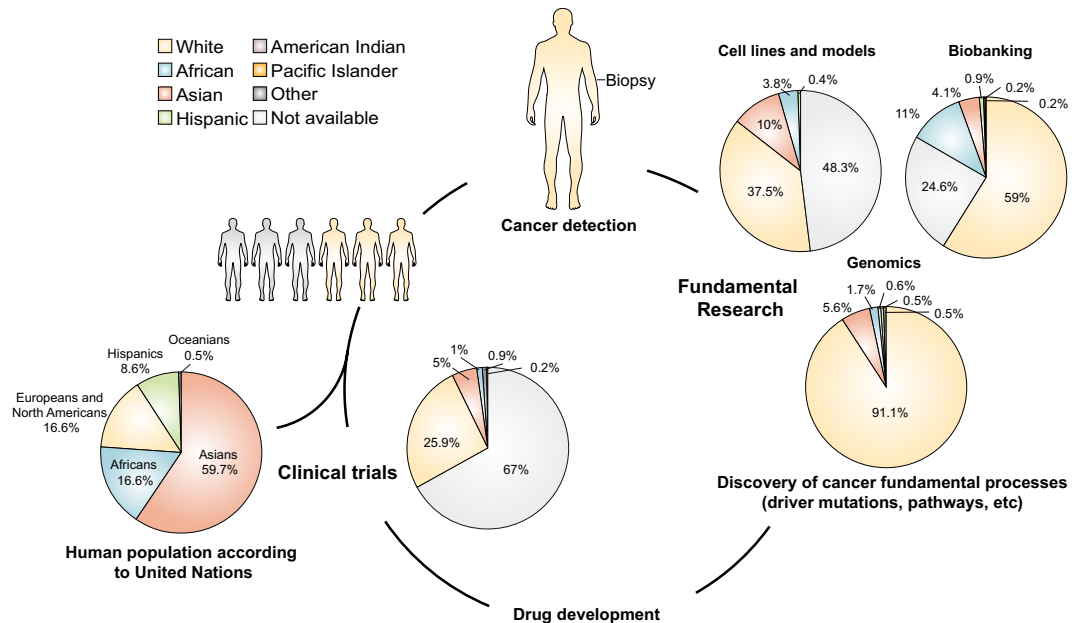 White
African
Asian
Hispanic
American Indian
Pacific Islander
Other
Not available
Biopsy
Cancer detection
Cell lines and models
3.8%
0.4%
10%
48.3%
37.5%
Biobanking
0.9%
0.2%
4.1%
0.2%
11%
24.6%
59%
Fundamental
Research
Genomics
1.7%
0.6%
5.6%
0.5%
0.5%
91.1%
Discovery of cancer fundamental processes
(driver mutations, pathways, etc)
Oceanians
0.5%
Hispanics
8.6%
Europeans and
North Americans
16.6%
Africans
16.6%
Asians
59.7%
Human population according
to United Nations
Clinical trials
1%
0.9%
5%
0.2%
25.9%
67%
Drug development